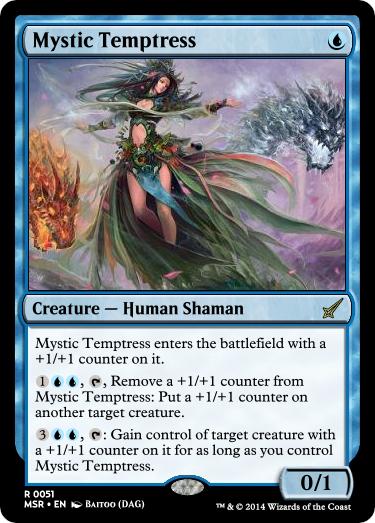 Mystic Temptress
Creature — Human Shaman
Mystic Temptress enters the battlefield with a
+1/+1 counter on it.
1, Remove a +1/+1 counter from
Mystic Temptress: Put a +1/+1 counter on
another target creature.
3, : Gain control of target creature with
a +1/+1 counter on it for as long as you control
Mystic Temptress.
0/1
R 0051
MSR • EN Baitoo (DAG)
™ & © 2014 Wizards of the Coast